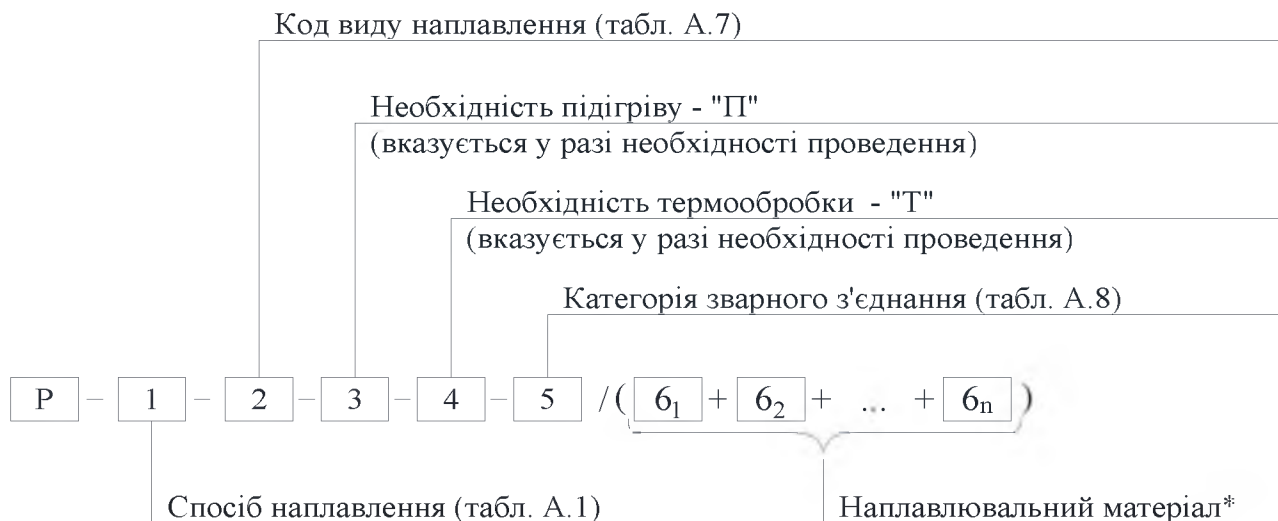 Код виду наплавлення (табл. А.7)
Необхідність підігріву - "П"
(вказується у разі необхідності проведення)
Необхідність термообробки - "Т"
(вказується у разі необхідності проведення)
Категорія зварного з'єднання (табл. А.8)
Р – 1 – 2 – 3 – 4 – 5 / ( 6₁ + 6₂ + ... + 6ₙ )
Спосіб наплавлення (табл. А.1) Наплавлювальний матеріал*